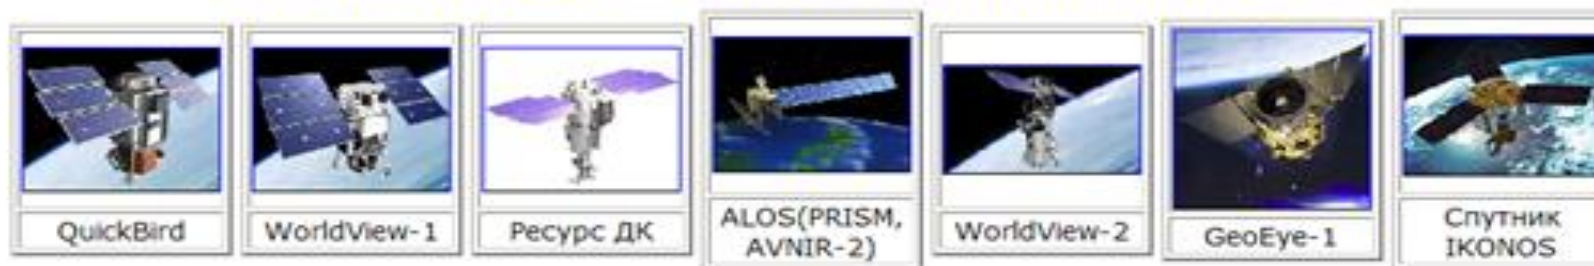 QuickBird
WorldView-1
Ресурс ДК
ALOS(PRISM,
AVNIR-2)
WorldView-2
GeoEye-1
Спутник
IKONOS